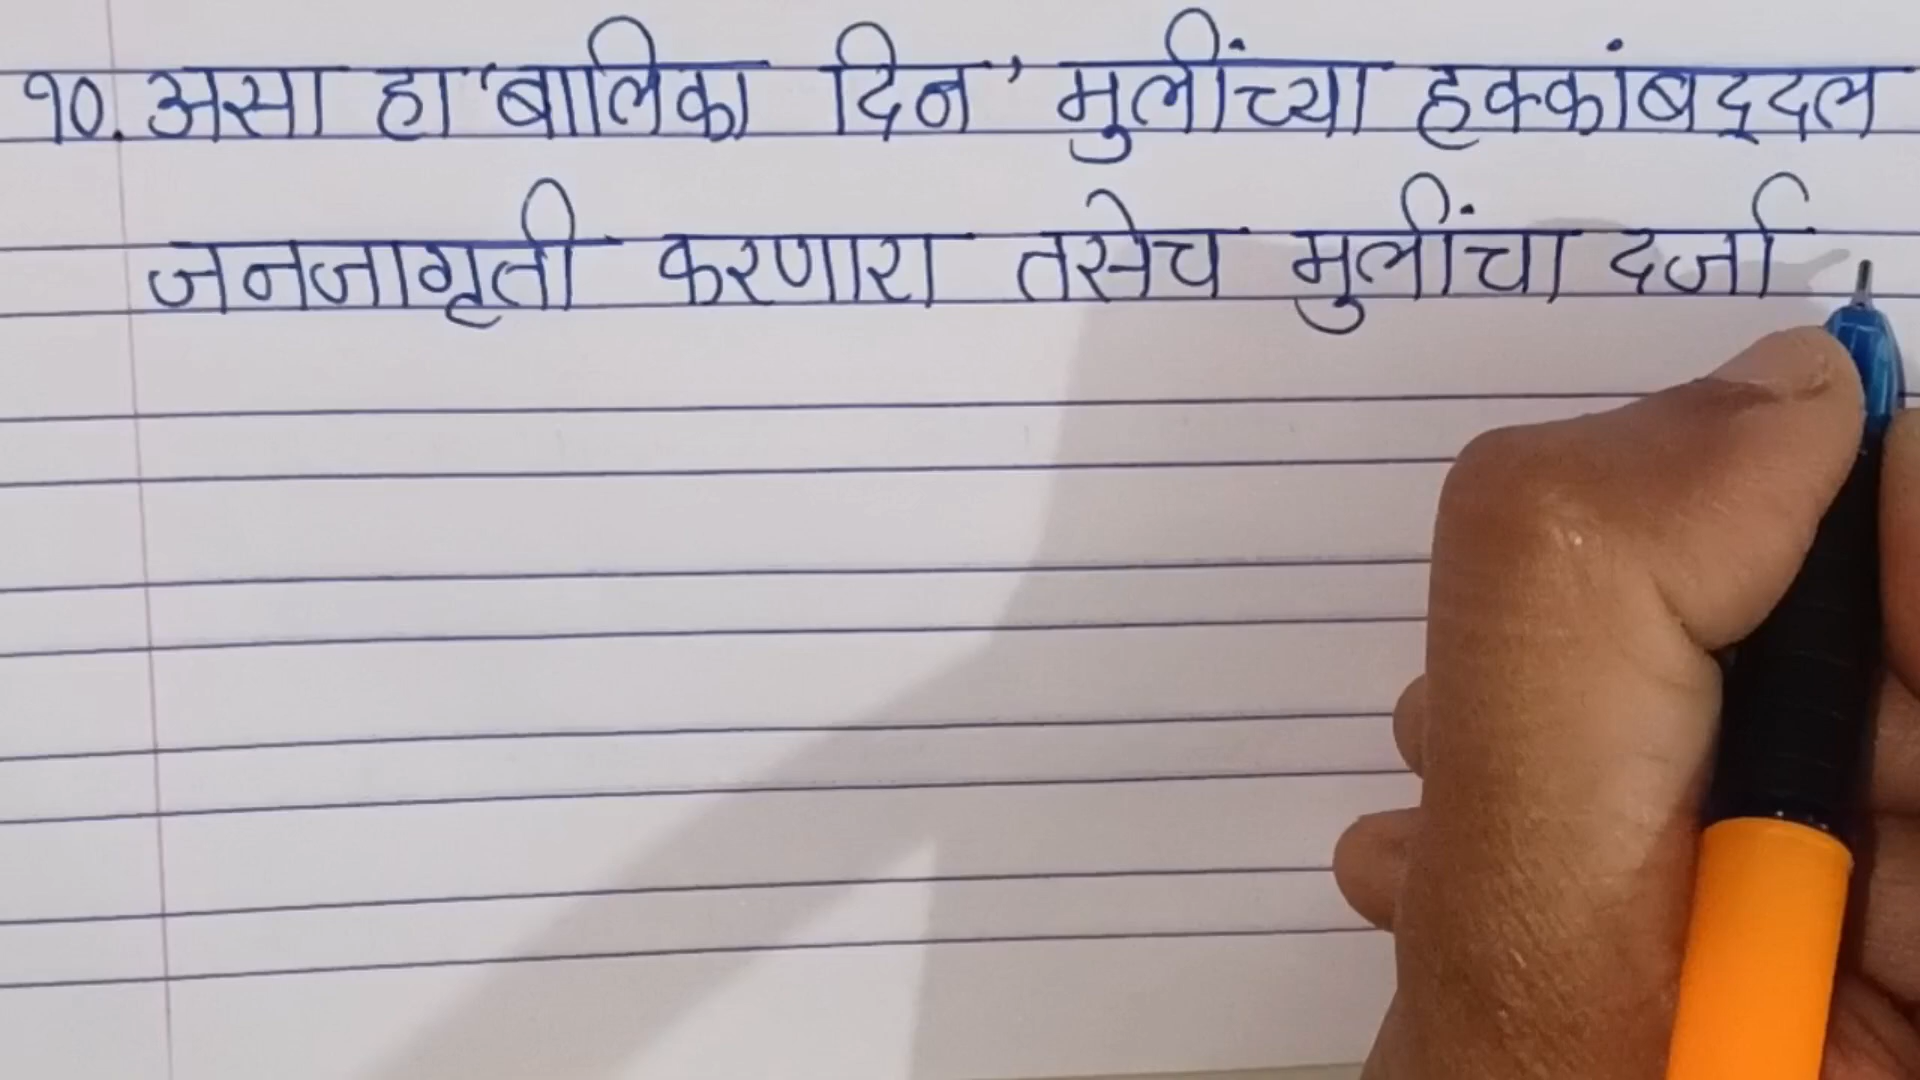 १०. असा हा 'बालिका दिन' मुलींच्या हक्कांबद्दल
जनजागृती करणारा तसेच मुलींचा दर्जा